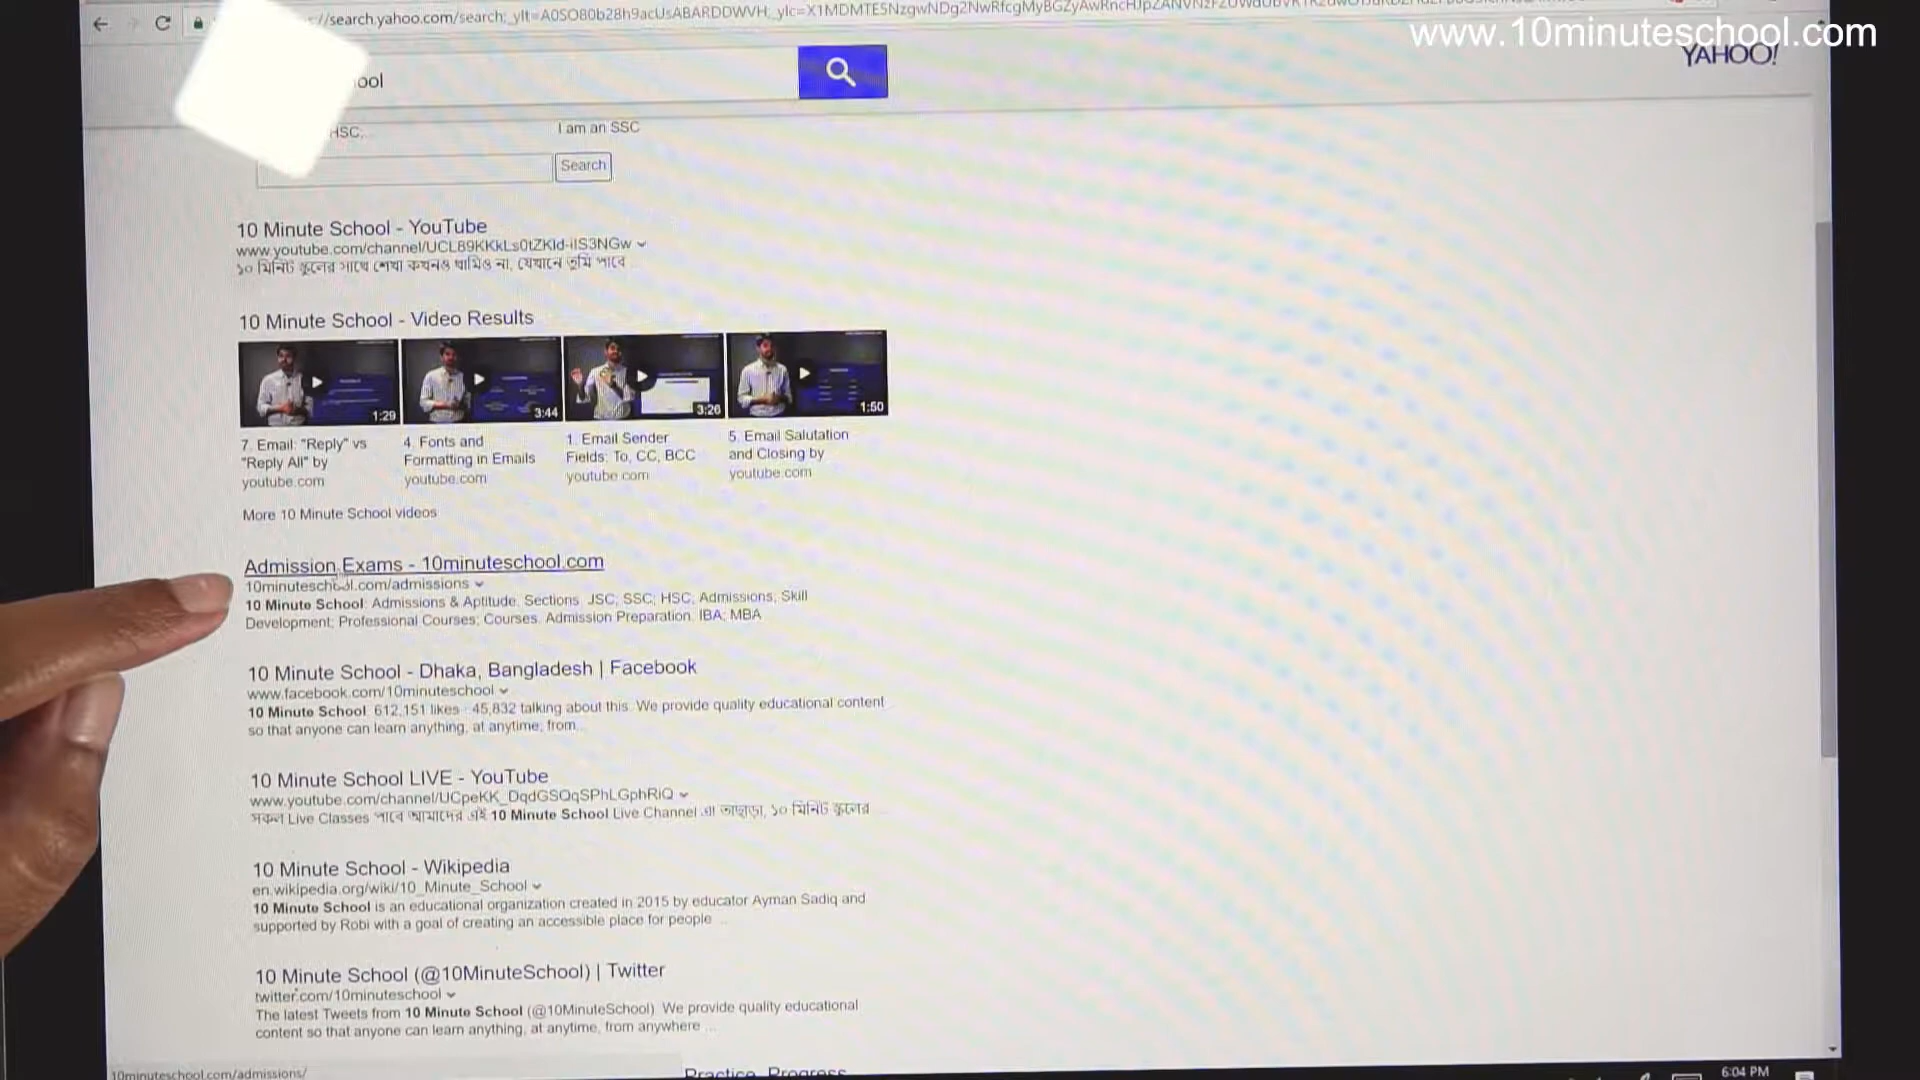 www.10minuteschool.com
YAHOO!
ool
HSC,
I am an SSC
Search
10 Minute School - YouTube
www.youtube.com/channel/UCL89KKkLs0tZKId-iIS3NGw
১০ মিনিট স্কুলের সাথে শেখা কখনও থামিও না, যেখানে তুমি পাবে
10 Minute School - Video Results
1:29
3:44
3:26
1:50
7. Email: "Reply" vs "Reply All" by
youtube.com
4. Fonts and Formatting in Emails
youtube.com
1. Email Sender Fields: To, CC, BCC
youtube.com
5. Email Salutation and Closing by
youtube.com
More 10 Minute School videos
Admission Exams - 10minuteschool.com
10minuteschool.com/admissions
10 Minute School: Admissions & Aptitude. Sections. JSC; SSC; HSC; Admissions; Skill
Development; Professional Courses; Courses. Admission Preparation. IBA; MBA
10 Minute School - Dhaka, Bangladesh | Facebook
www.facebook.com/10minuteschool
10 Minute School. 612,151 likes · 45,832 talking about this. We provide quality educational content
so that anyone can learn anything, at anytime, from...
10 Minute School LIVE - YouTube
www.youtube.com/channel/UCpeKK_DqdGSOqSPhLGphRiQ
সকল Live Classes পাবে আমাদের এই 10 Minute School Live Channel এ! তাছাড়া, ১০ মিনিট স্কুলের
10 Minute School - Wikipedia
en.wikipedia.org/wiki/10_Minute_School
10 Minute School is an educational organization created in 2015 by educator Ayman Sadiq and
supported by Robi with a goal of creating an accessible place for people ...
10 Minute School (@10MinuteSchool) | Twitter
twitter.com/10minuteschool
The latest Tweets from 10 Minute School (@10MinuteSchool). We provide quality educational
content so that anyone can learn anything, at anytime, from anywhere ...
10minuteschool.com/admissions/
Practice. Progress
6:04 PM